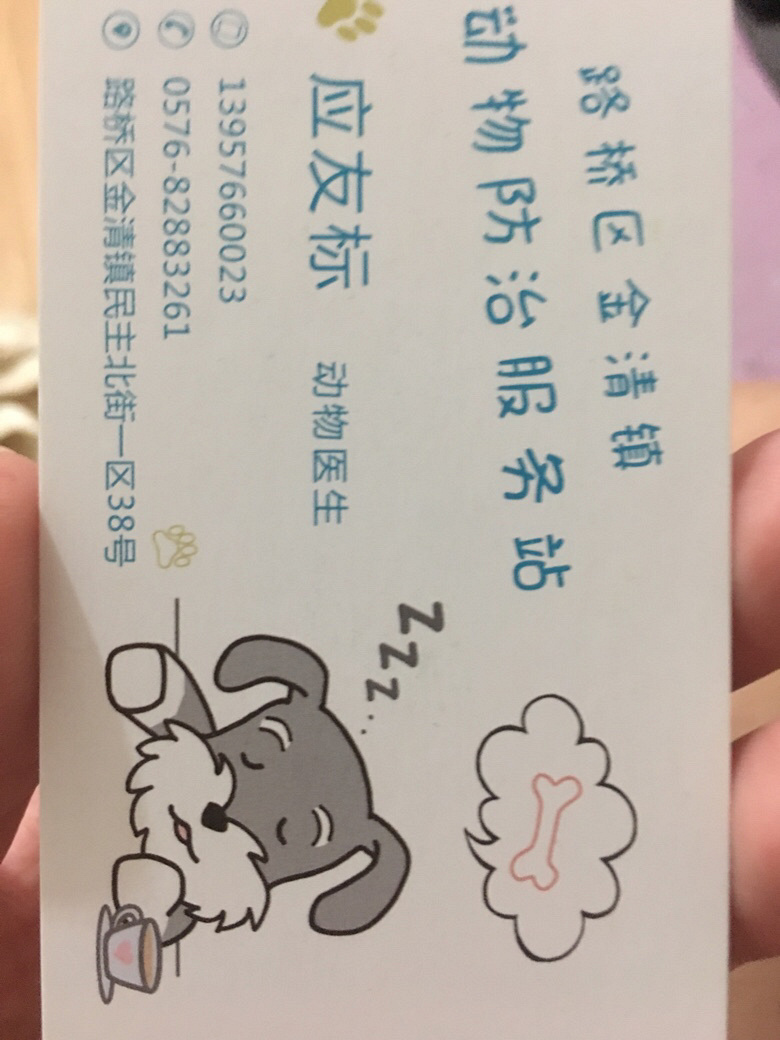 路桥区金清镇
动物防治服务站
应友标 动物医生
13957660023
0576-82883261
路桥区金清镇民主北街一区38号
zzz..